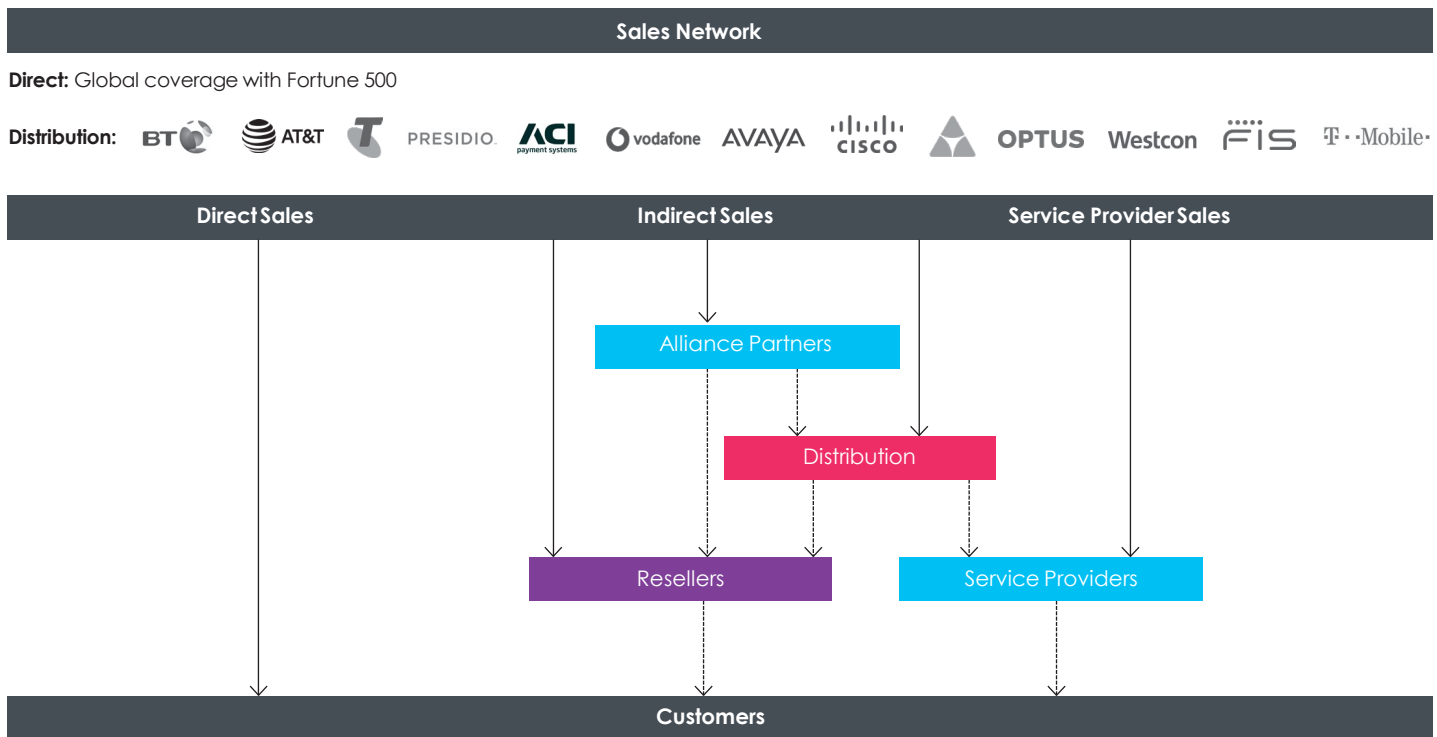 Sales Network
Direct: Global coverage with Fortune 500
Distribution: BT AT&T T PRESIDIO. ACI payment systems vodafone AVAYA CISCO OPTUS Westcon FIS T··Mobile·
Direct Sales Indirect Sales Service Provider Sales
Alliance Partners
Distribution
Resellers Service Providers
Customers